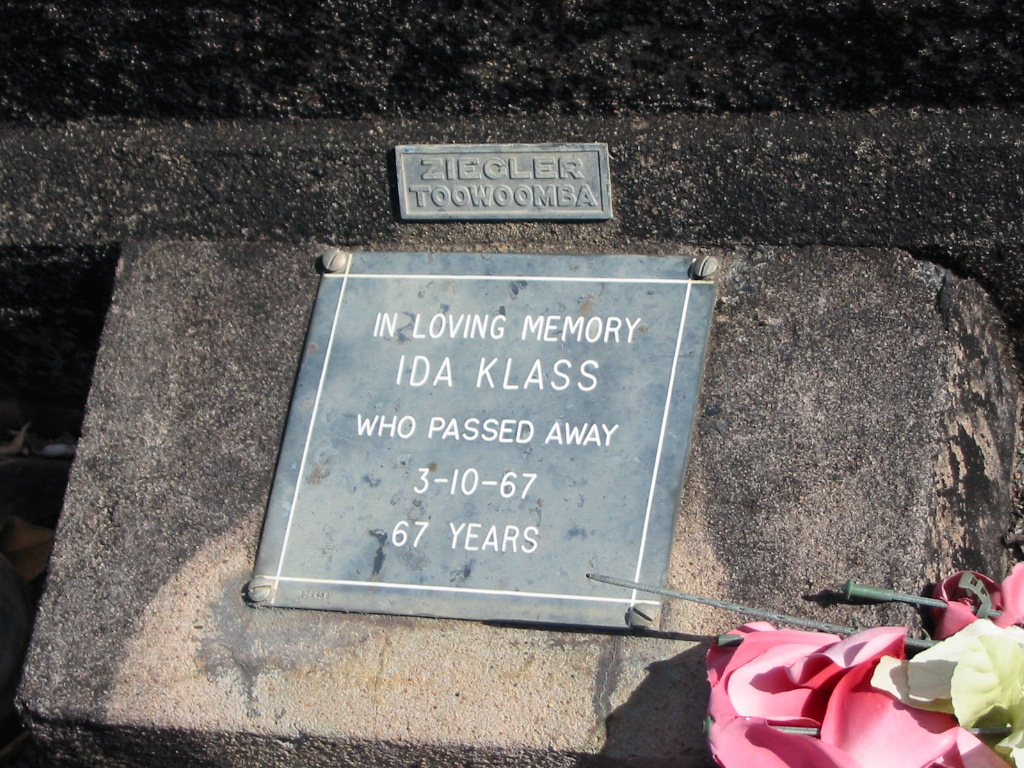 ZIEGLER
TOOWOOMBA
IN LOVING MEMORY
IDA KLASS
WHO PASSED AWAY
3-10-67
67 YEARS